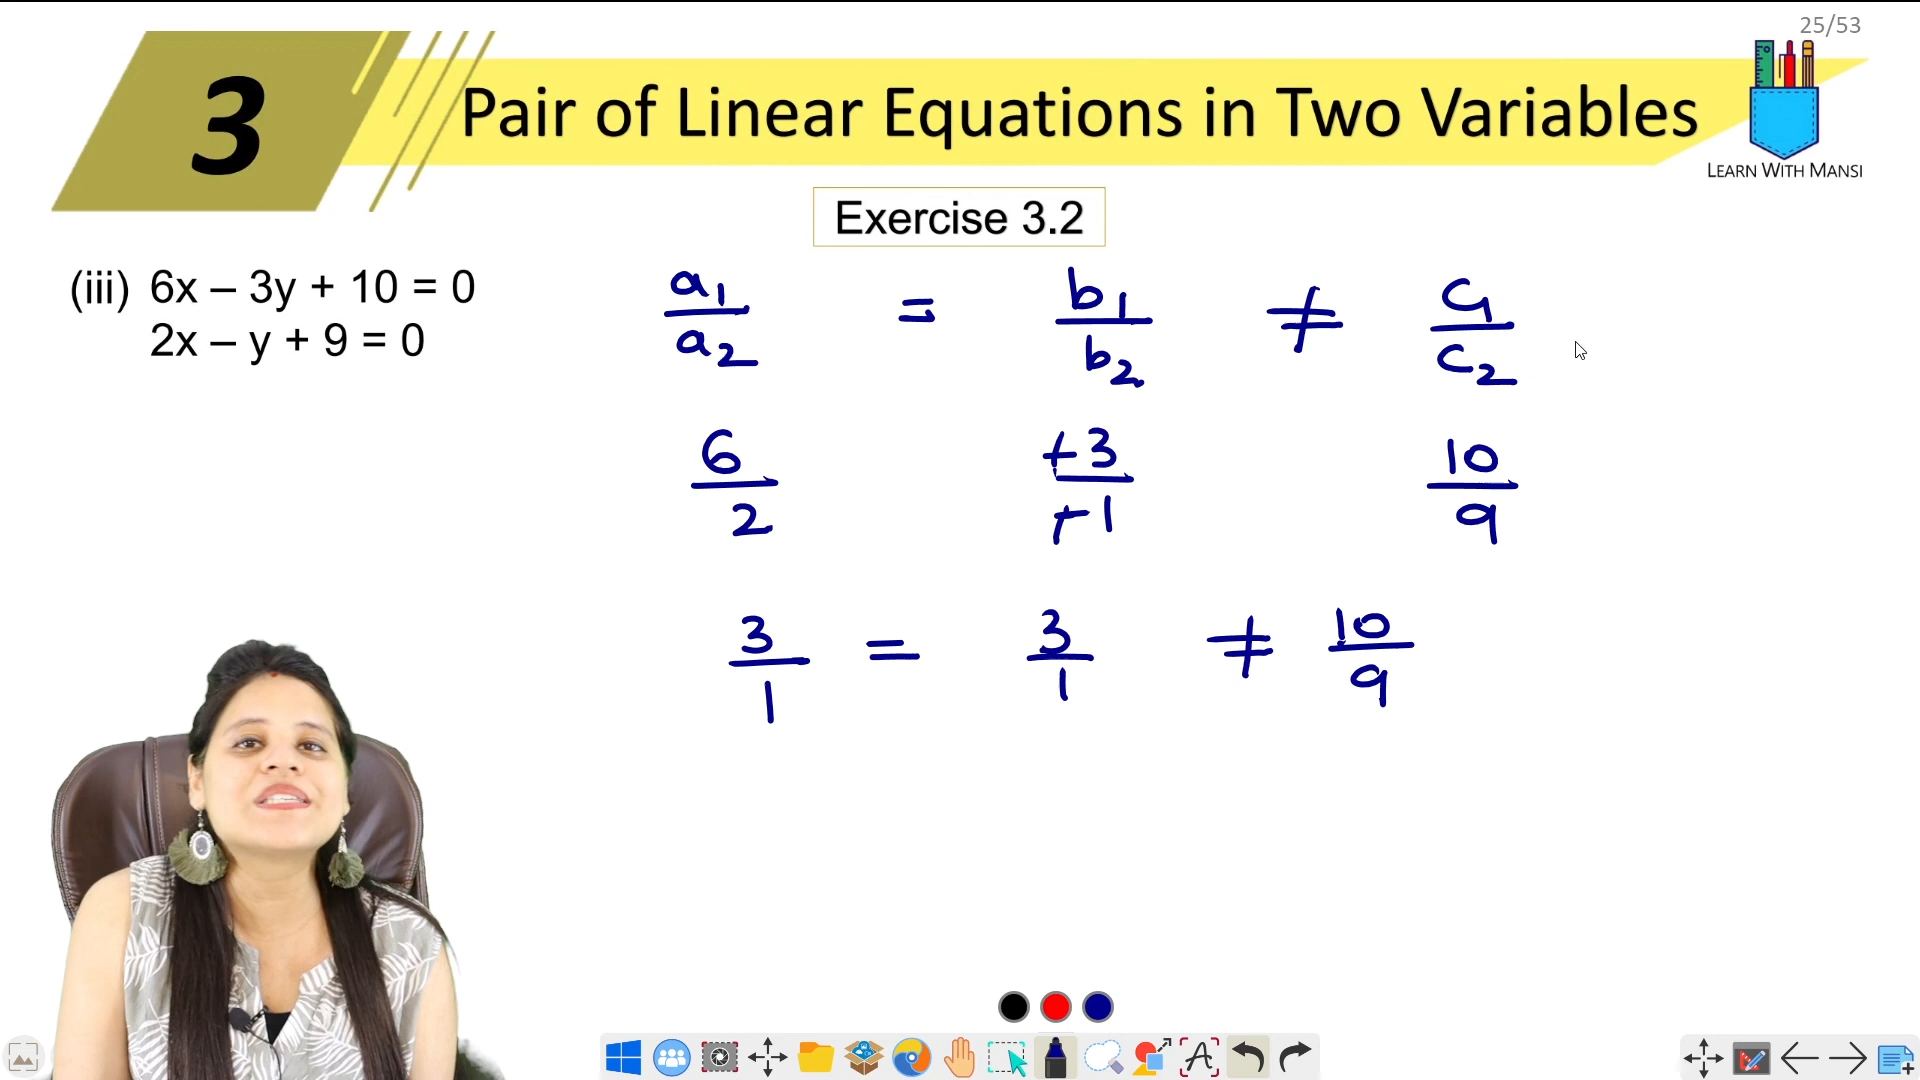 25/53
3
Pair of Linear Equations in Two Variables
LEARN WITH MANSI
Exercise 3.2
(iii) 6x – 3y + 10 = 0
2x – y + 9 = 0
a₁/a₂ = b₁/b₂ ≠ c₁/c₂
6/2 +3/+1 10/9
3/1 = 3/1 ≠ 10/9